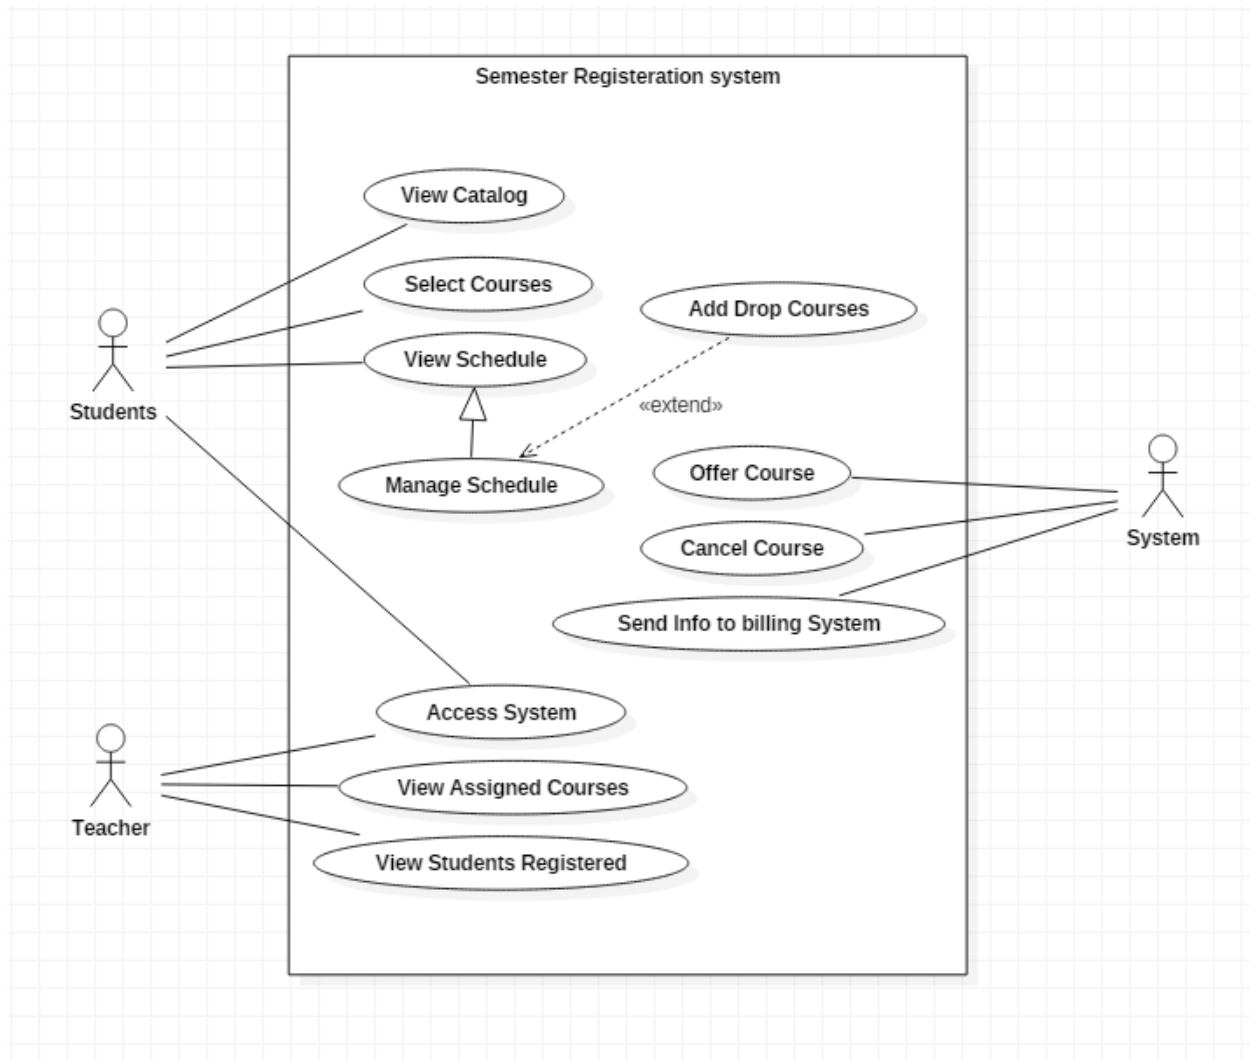 Semester Registeration system
View Catalog
Select Courses
Add Drop Courses
View Schedule
Students
«extend»
Manage Schedule
Offer Course
System
Cancel Course
Send Info to billing System
Access System
View Assigned Courses
Teacher
View Students Registered